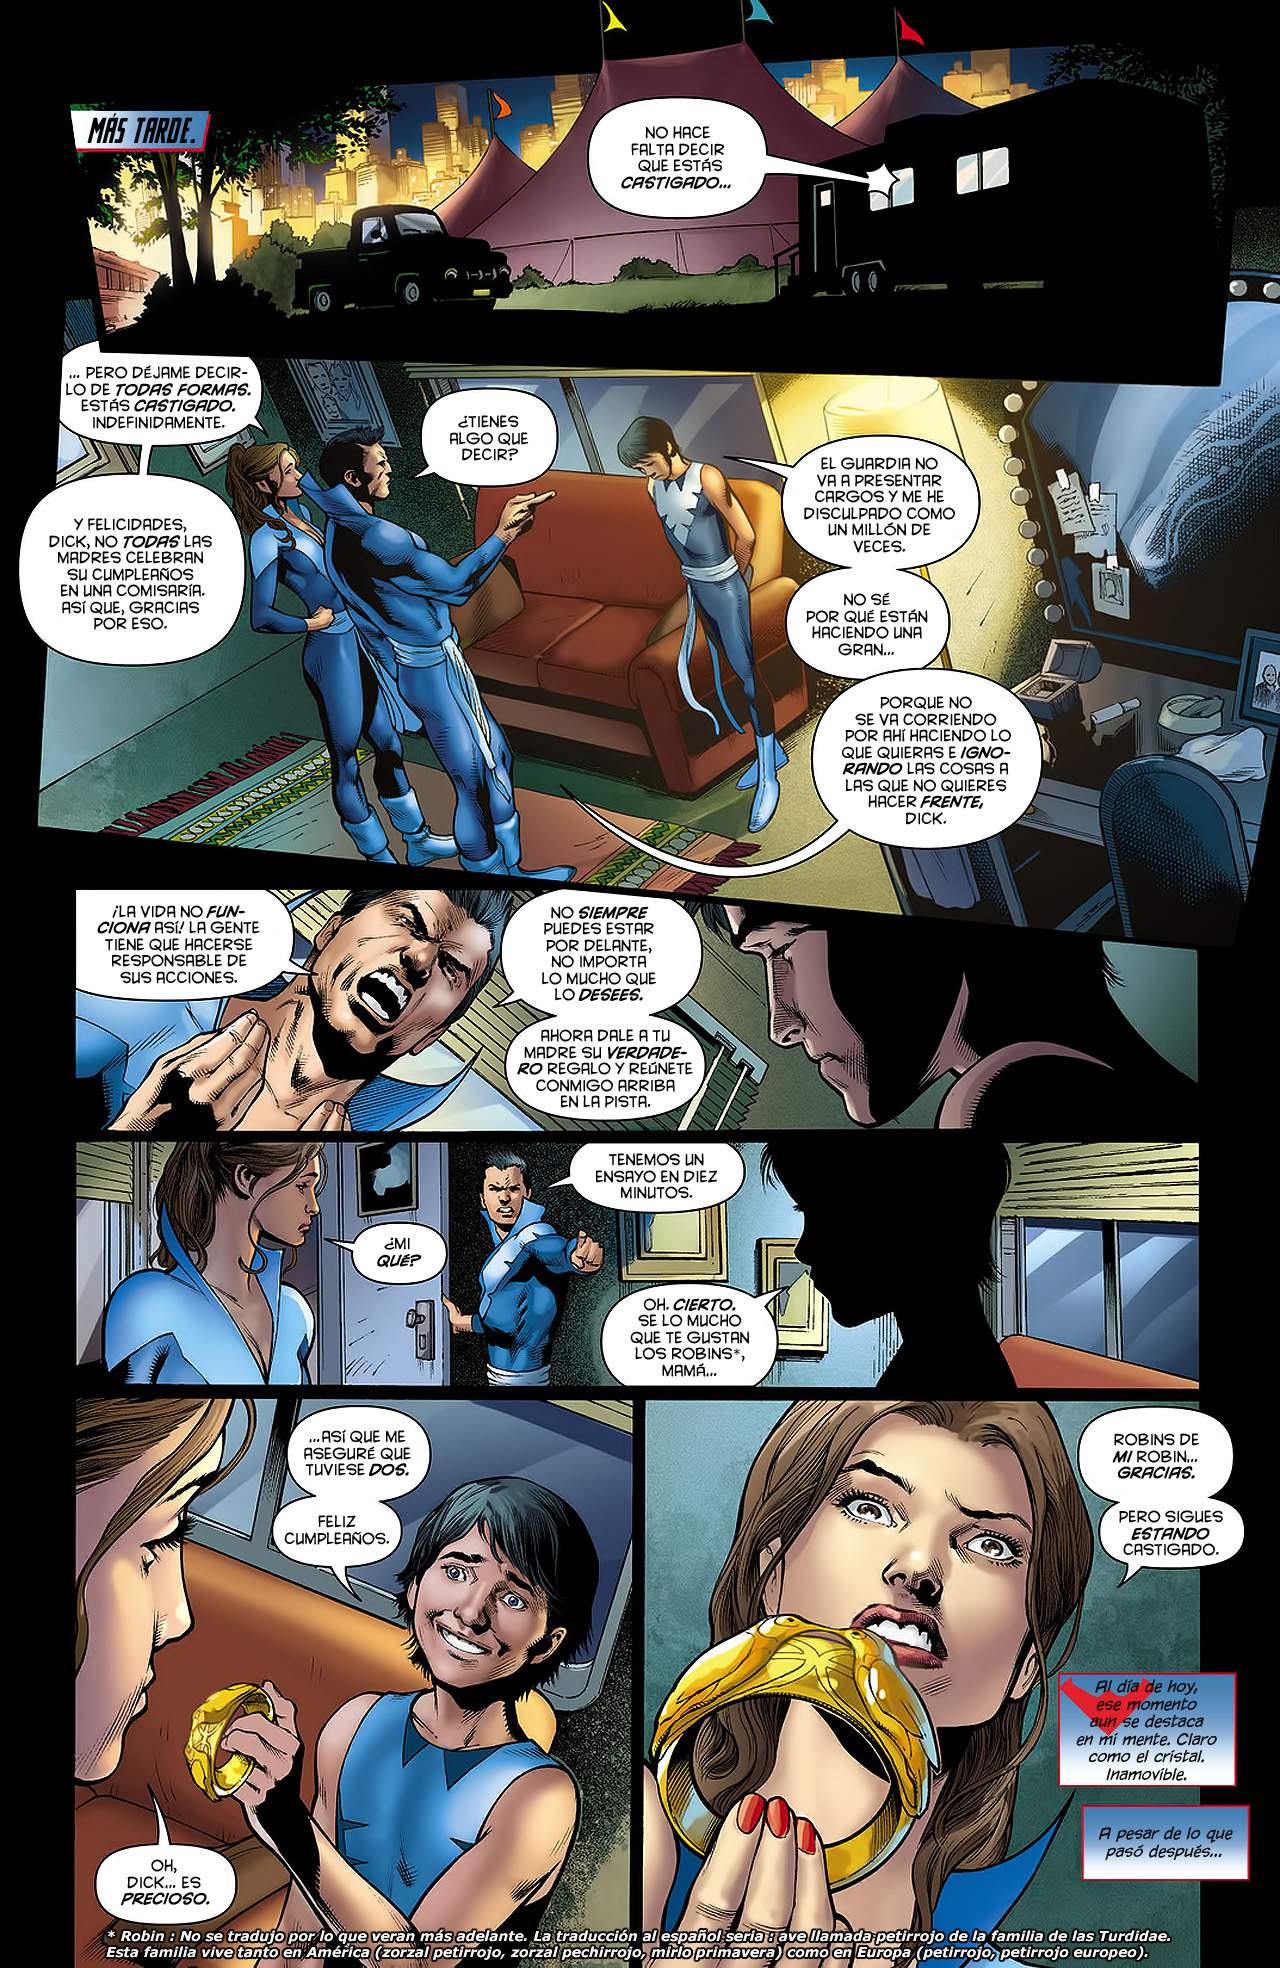 MÁS TARDE.
NO HACE
FALTA DECIR
QUE ESTÁS
CASTIGADO...
... PERO DÉJAME DECIR-
LO DE TODAS FORMAS.
ESTÁS CASTIGADO.
INDEFINIDAMENTE.
Y FELICIDADES,
DICK, NO TODAS LAS
MADRES CELEBRAN
SU CUMPLEAÑOS
EN UNA COMISARÍA.
ASÍ QUE, GRACIAS
POR ESO.
¿TIENES
ALGO QUE
DECIR?
EL GUARDIA NO
VA A PRESENTAR
CARGOS Y ME HE
DISCULPADO COMO
UN MILLÓN DE
VECES.
NO SÉ
POR QUÉ ESTÁN
HACIENDO UNA
GRAN...
PORQUE NO
SE VA CORRIENDO
POR AHÍ HACIENDO LO
QUE QUIERAS E IGNO-
RANDO LAS COSAS A
LAS QUE NO QUIERES
HACER FRENTE,
DICK.
¡LA VIDA NO FUN-
CIONA ASÍ! LA GENTE
TIENE QUE HACERSE
RESPONSABLE DE
SUS ACCIONES.
NO SIEMPRE
PUEDES ESTAR
POR DELANTE,
NO IMPORTA
LO MUCHO QUE
LO DESEES.
AHORA DALE A TU
MADRE SU VERDADE-
RO REGALO Y REÚNETE
CONMIGO ARRIBA
EN LA PISTA.
TENEMOS UN
ENSAYO EN DIEZ
MINUTOS.
¿MI
QUÉ?
OH. CIERTO.
SE LO MUCHO
QUE TE GUSTAN
LOS ROBINS*,
MAMÁ...
...ASÍ QUE ME
ASEGURÉ QUE
TUVIESE DOS.
FELIZ
CUMPLEAÑOS.
OH,
DICK... ES
PRECIOSO.
ROBINS DE
MI ROBIN...
GRACIAS.
PERO SIGUES
ESTANDO
CASTIGADO.
Al día de hoy,
ese momento
aun se destaca
en mi mente. Claro
como el cristal.
Inamovible.
A pesar de lo que
pasó después...
* Robin : No se tradujo por lo que veran más adelante. La traducción al español seria : ave llamada petirrojo de la familia de las Turdidae.
Esta familia vive tanto en América (zorzal petirrojo, zorzal pechirrojo, mirlo primavera) como en Europa (petirrojo, petirrojo europeo).